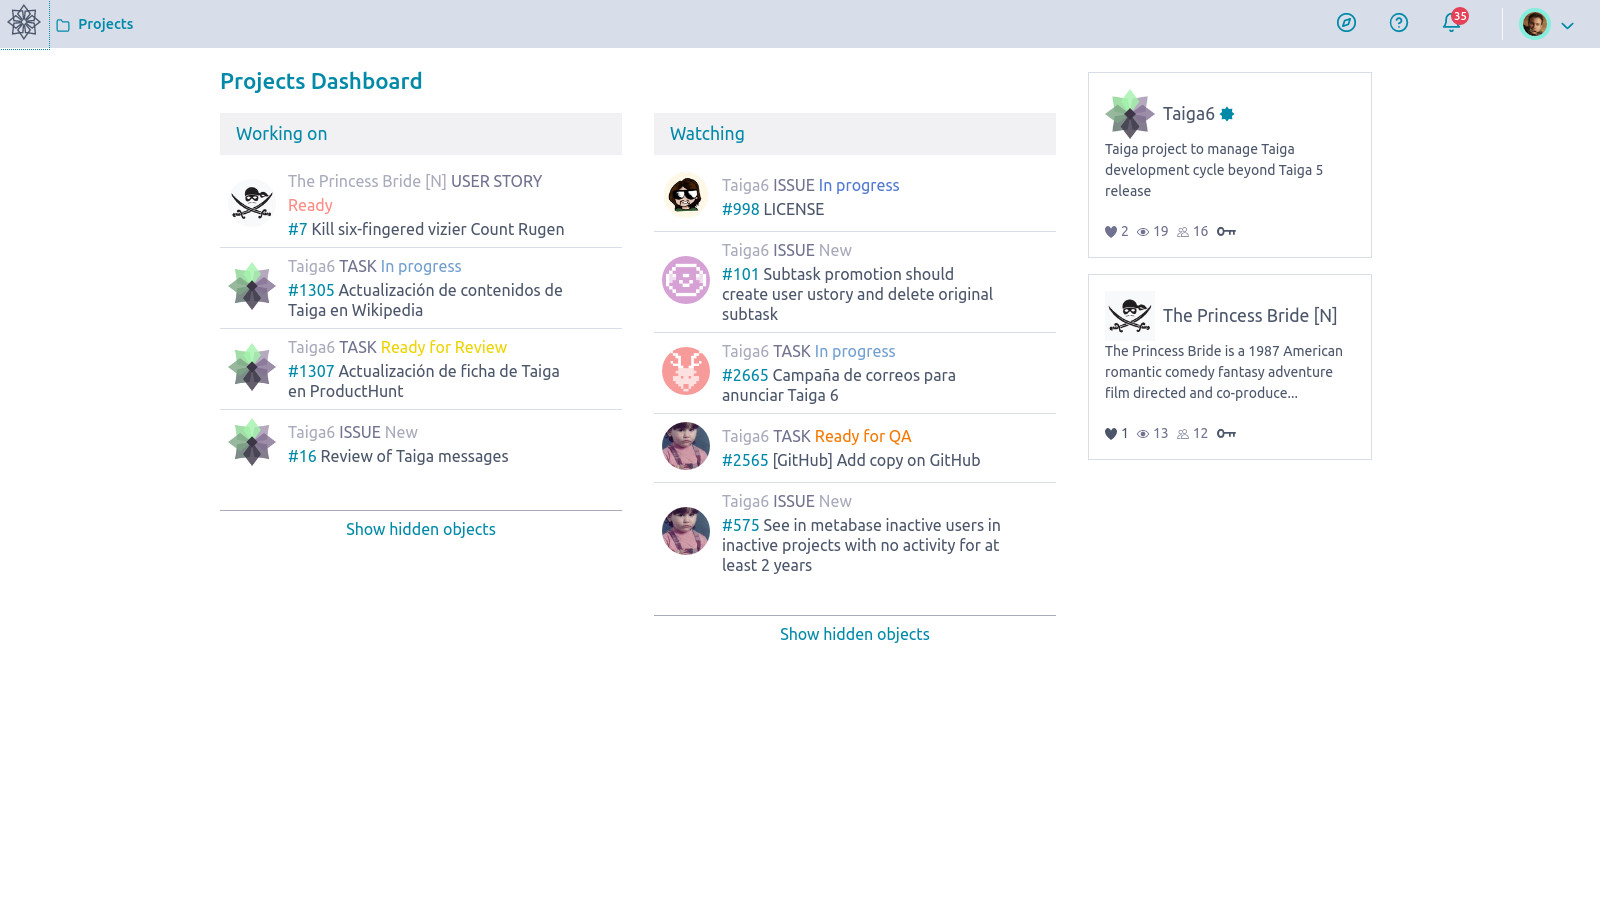 Projects
35
Projects Dashboard
Working on
The Princess Bride [N] USER STORY
Ready
#7 Kill six-fingered vizier Count Rugen
Taiga6 TASK In progress
#1305 Actualización de contenidos de
Taiga en Wikipedia
Taiga6 TASK Ready for Review
#1307 Actualización de ficha de Taiga
en ProductHunt
Taiga6 ISSUE New
#16 Review of Taiga messages
Show hidden objects
Watching
Taiga6 ISSUE In progress
#998 LICENSE
Taiga6 ISSUE New
#101 Subtask promotion should
create user ustory and delete original
subtask
Taiga6 TASK In progress
#2665 Campaña de correos para
anunciar Taiga 6
Taiga6 TASK Ready for QA
#2565 [GitHub] Add copy on GitHub
Taiga6 ISSUE New
#575 See in metabase inactive users in
inactive projects with no activity for at
least 2 years
Show hidden objects
Taiga6
Taiga project to manage Taiga
development cycle beyond Taiga 5
release
2 19 16
The Princess Bride [N]
The Princess Bride is a 1987 American
romantic comedy fantasy adventure
film directed and co-produce...
1 13 12